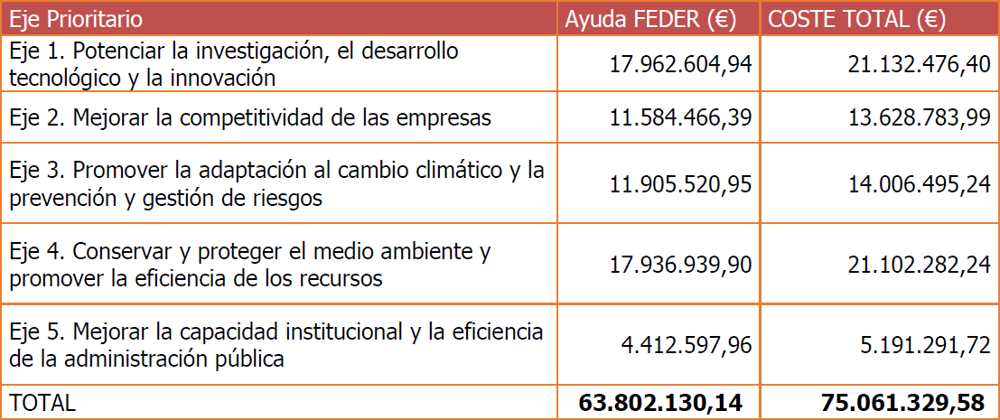 Eje Prioritario Ayuda FEDER (€) COSTE TOTAL (€)
Eje 1. Potenciar la investigación, el desarrollo
tecnológico y la innovación 17.962.604,94 21.132.476,40
Eje 2. Mejorar la competitividad de las empresas 11.584.466,39 13.628.783,99
Eje 3. Promover la adaptación al cambio climático y la
prevención y gestión de riesgos 11.905.520,95 14.006.495,24
Eje 4. Conservar y proteger el medio ambiente y
promover la eficiencia de los recursos 17.936.939,90 21.102.282,24
Eje 5. Mejorar la capacidad institucional y la eficiencia
de la administración pública 4.412.597,96 5.191.291,72
TOTAL 63.802.130,14 75.061.329,58